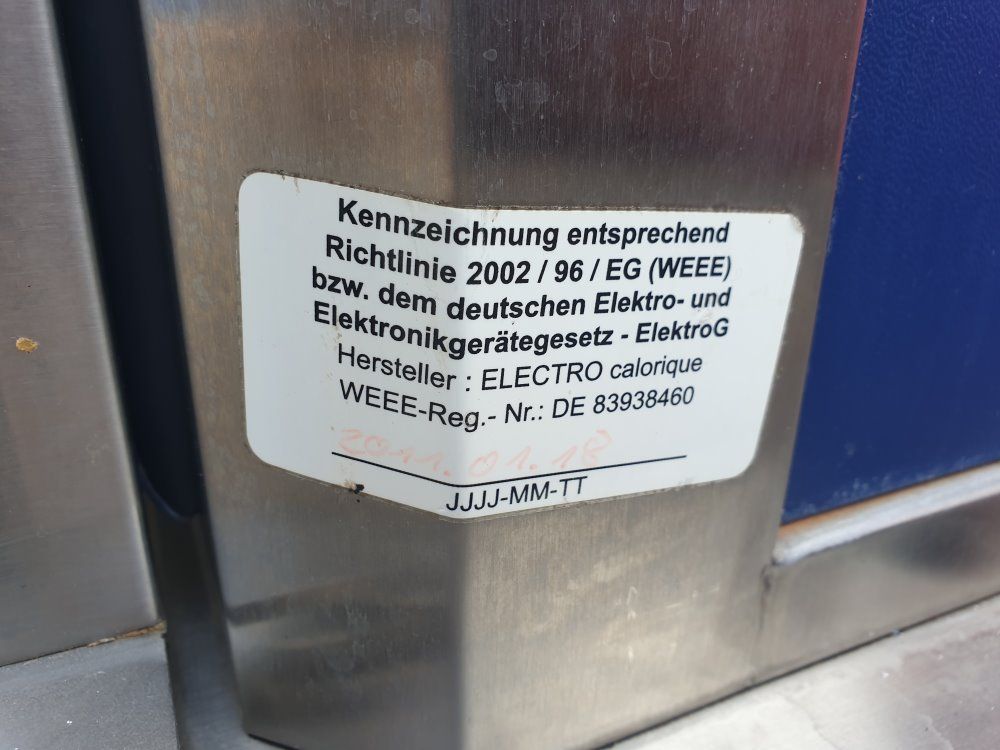 Kennzeichnung entsprechend
Richtlinie 2002 / 96 / EG (WEEE)
bzw. dem deutschen Elektro- und
Elektronikgerätegesetz - ElektroG
Hersteller : ELECTRO calorique
WEEE-Reg.- Nr.: DE 83938460
2011.01.18
JJJJ-MM-TT